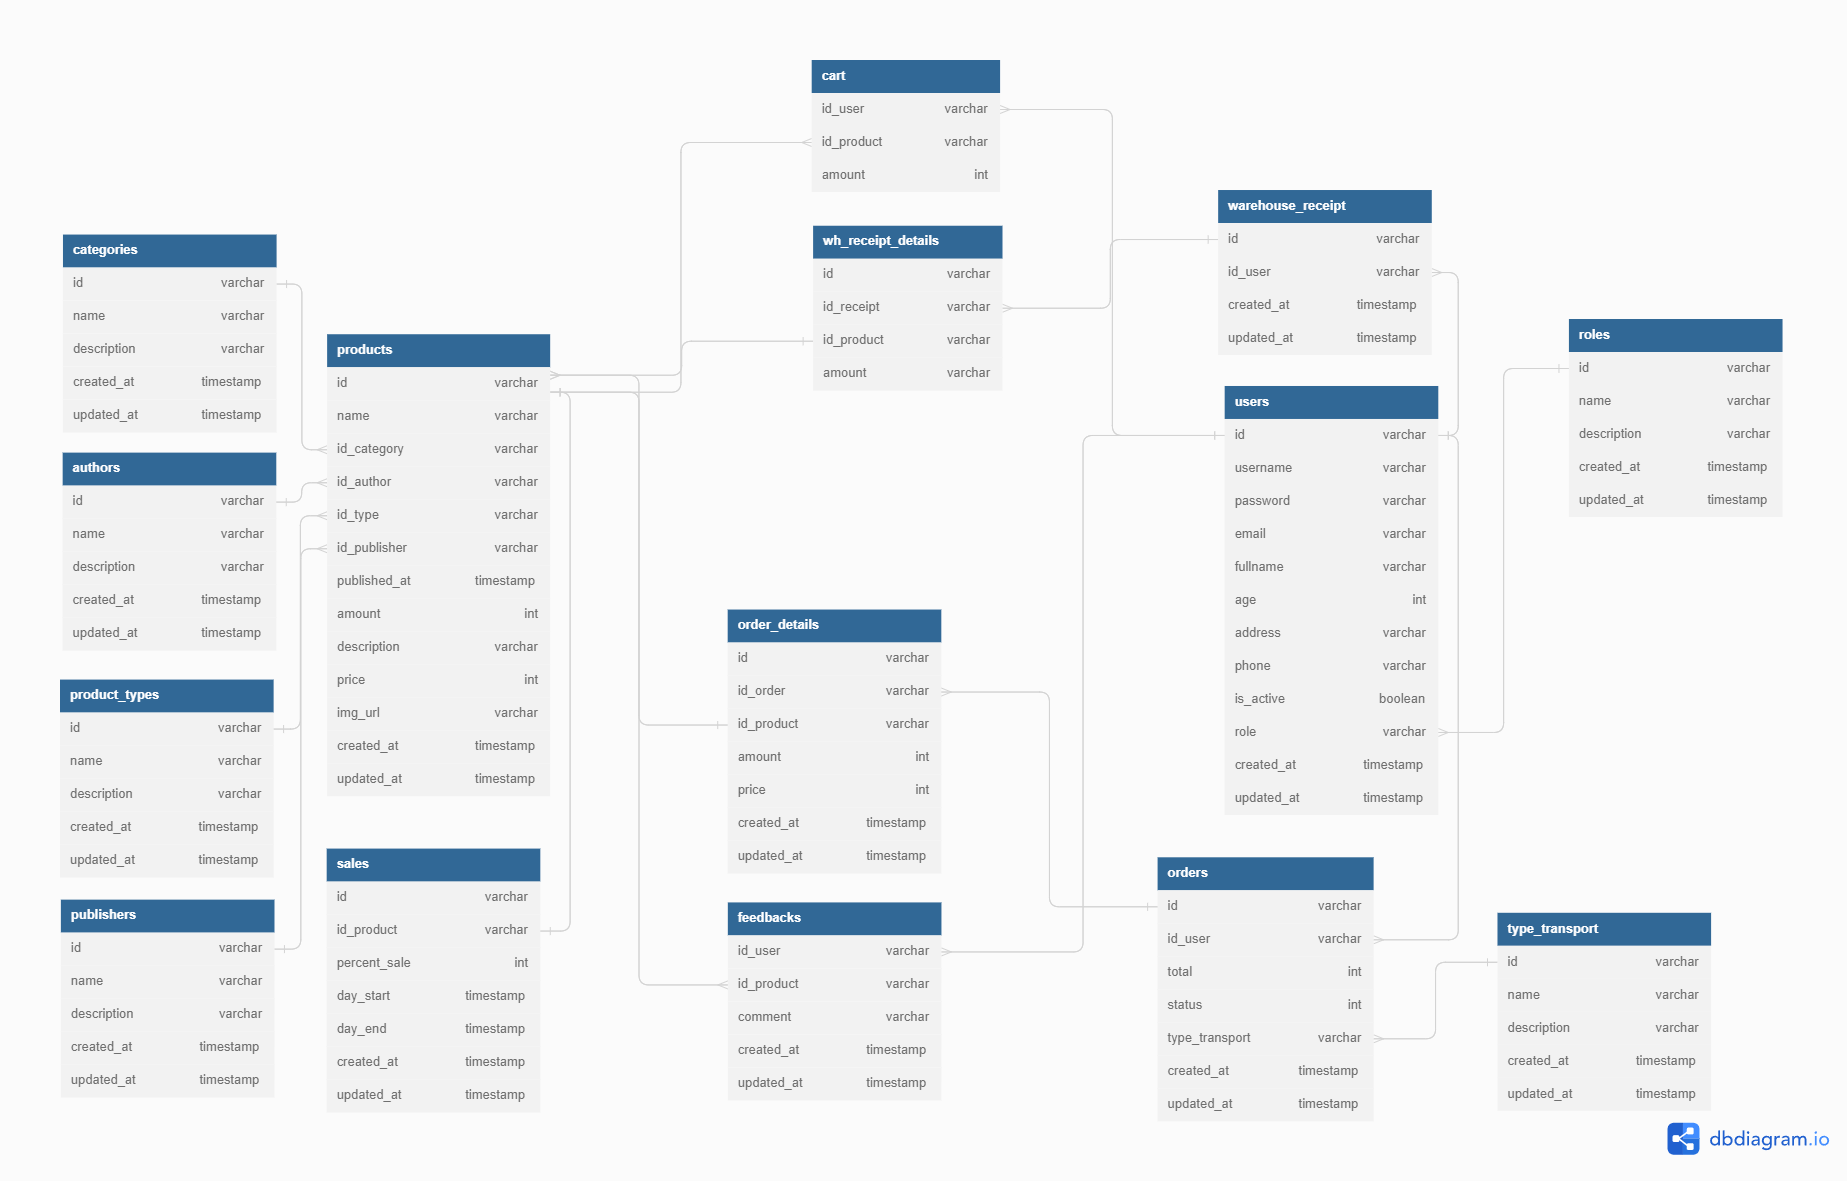 cart
id_user varchar
id_product varchar
amount int
wh_receipt_details
id varchar
id_receipt varchar
id_product varchar
amount varchar
warehouse_receipt
id varchar
id_user varchar
created_at timestamp
updated_at timestamp
categories
id varchar
name varchar
description varchar
created_at timestamp
updated_at timestamp
products
id varchar
name varchar
id_category varchar
id_author varchar
id_type varchar
id_publisher varchar
published_at timestamp
amount int
description varchar
price int
img_url varchar
created_at timestamp
updated_at timestamp
roles
id varchar
name varchar
description varchar
created_at timestamp
updated_at timestamp
users
id varchar
username varchar
password varchar
email varchar
fullname varchar
age int
address varchar
phone varchar
is_active boolean
role varchar
created_at timestamp
updated_at timestamp
authors
id varchar
name varchar
description varchar
created_at timestamp
updated_at timestamp
order_details
id varchar
id_order varchar
id_product varchar
amount int
price int
created_at timestamp
updated_at timestamp
product_types
id varchar
name varchar
description varchar
created_at timestamp
updated_at timestamp
sales
id varchar
id_product varchar
percent_sale int
day_start timestamp
day_end timestamp
created_at timestamp
updated_at timestamp
orders
id varchar
id_user varchar
total int
status int
type_transport varchar
created_at timestamp
updated_at timestamp
publishers
id varchar
name varchar
description varchar
created_at timestamp
updated_at timestamp
feedbacks
id_user varchar
id_product varchar
comment varchar
created_at timestamp
updated_at timestamp
type_transport
id varchar
name varchar
description varchar
created_at timestamp
updated_at timestamp
dbdiagram.io